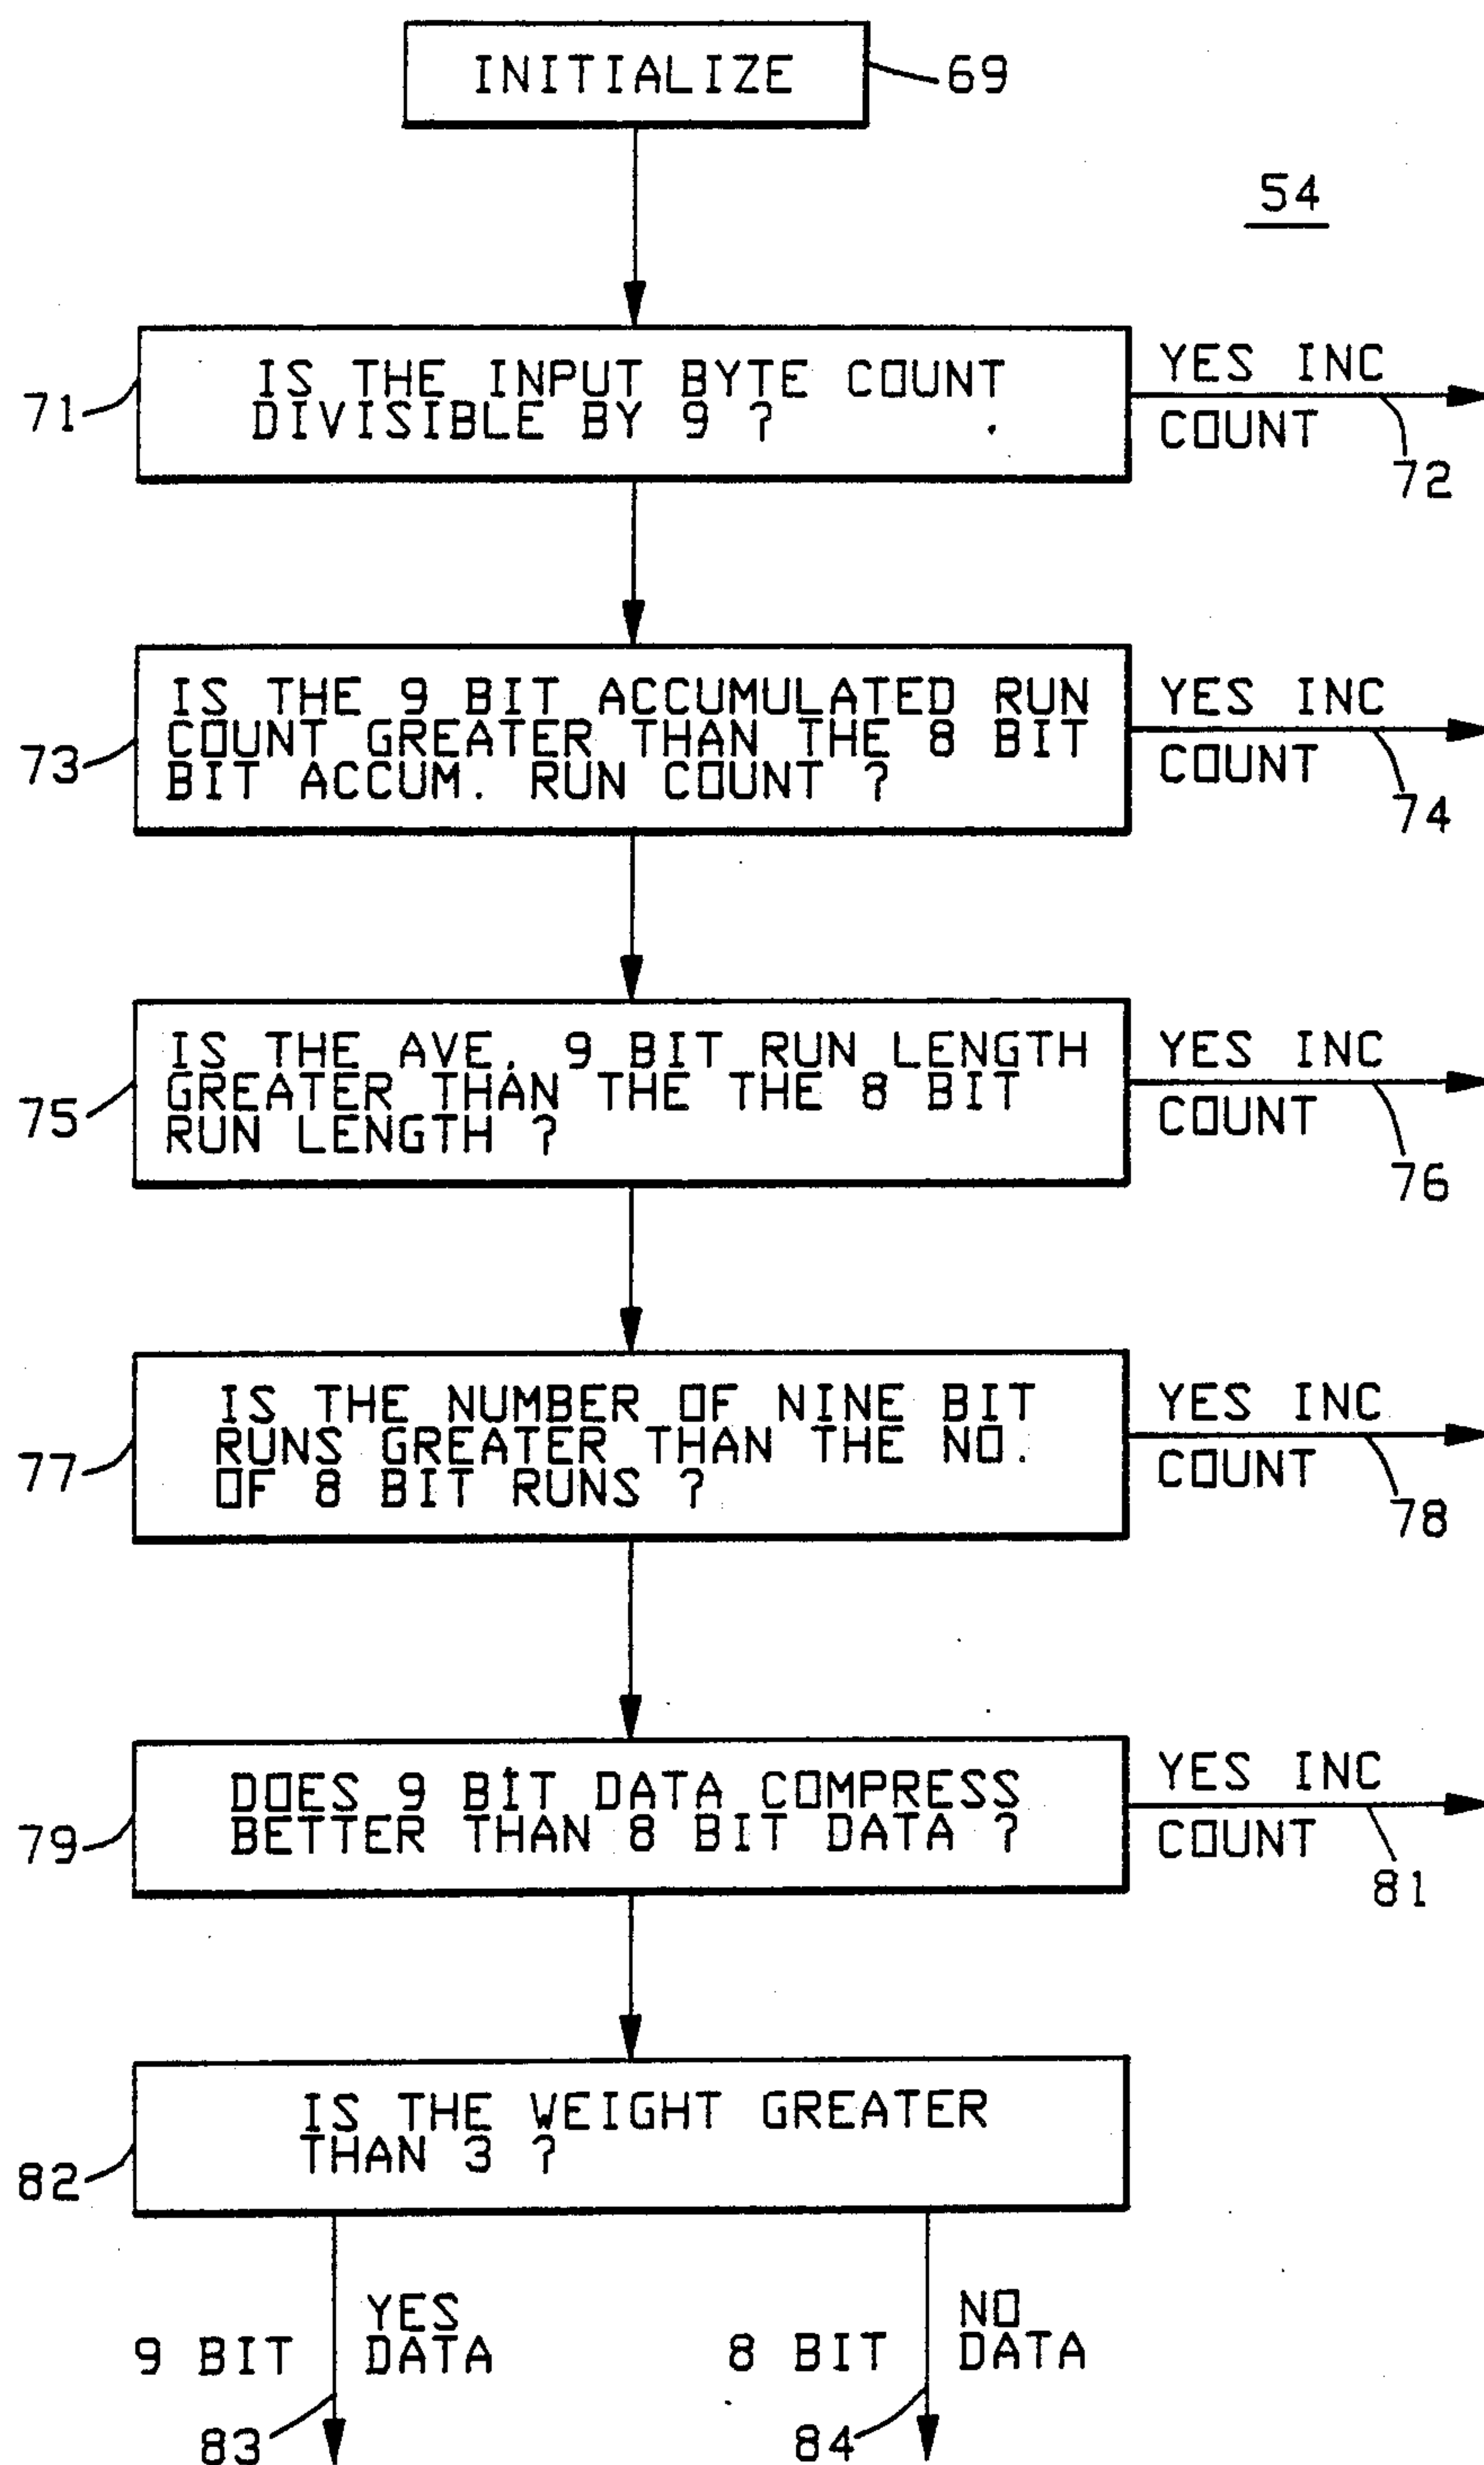 INITIALIZE
69
54
IS THE INPUT BYTE COUNT
DIVISIBLE BY 9 ?
71
YES INC
COUNT
72
IS THE 9 BIT ACCUMULATED RUN
COUNT GREATER THAN THE 8 BIT
BIT ACCUM. RUN COUNT ?
73
YES INC
COUNT
74
IS THE AVE. 9 BIT RUN LENGTH
GREATER THAN THE THE 8 BIT
RUN LENGTH ?
75
YES INC
COUNT
76
IS THE NUMBER OF NINE BIT
RUNS GREATER THAN THE NO.
OF 8 BIT RUNS ?
77
YES INC
COUNT
78
DOES 9 BIT DATA COMPRESS
BETTER THAN 8 BIT DATA ?
79
YES INC
COUNT
81
IS THE WEIGHT GREATER
THAN 3 ?
82
YES
9 BIT DATA
83
NO
8 BIT DATA
84